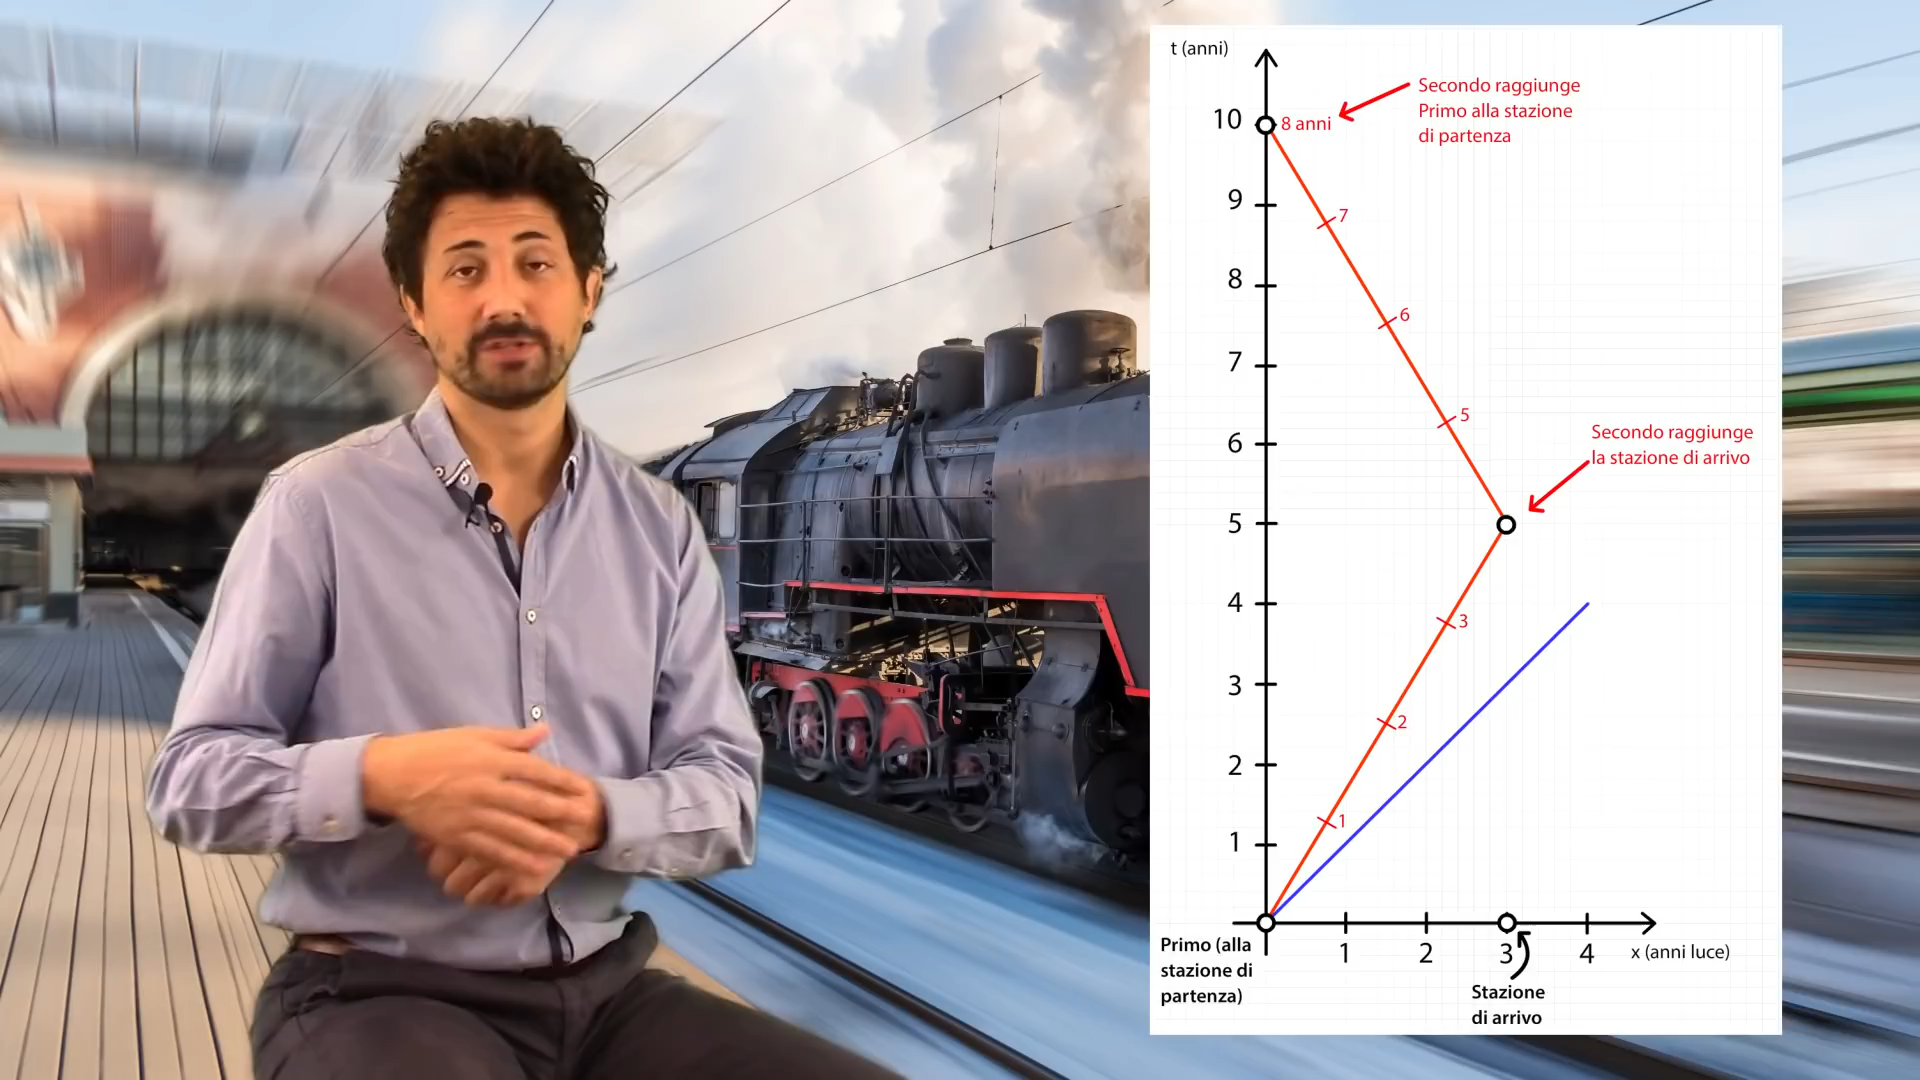 t (anni)
Secondo raggiunge
Primo alla stazione
di partenza
10
8 anni
9
7
8
6
7
5
6
Secondo raggiunge
la stazione di arrivo
5
4
3
3
2
2
1
1
1 2 3 4 x (anni luce)
Primo (alla
stazione di
partenza)
Stazione
di arrivo